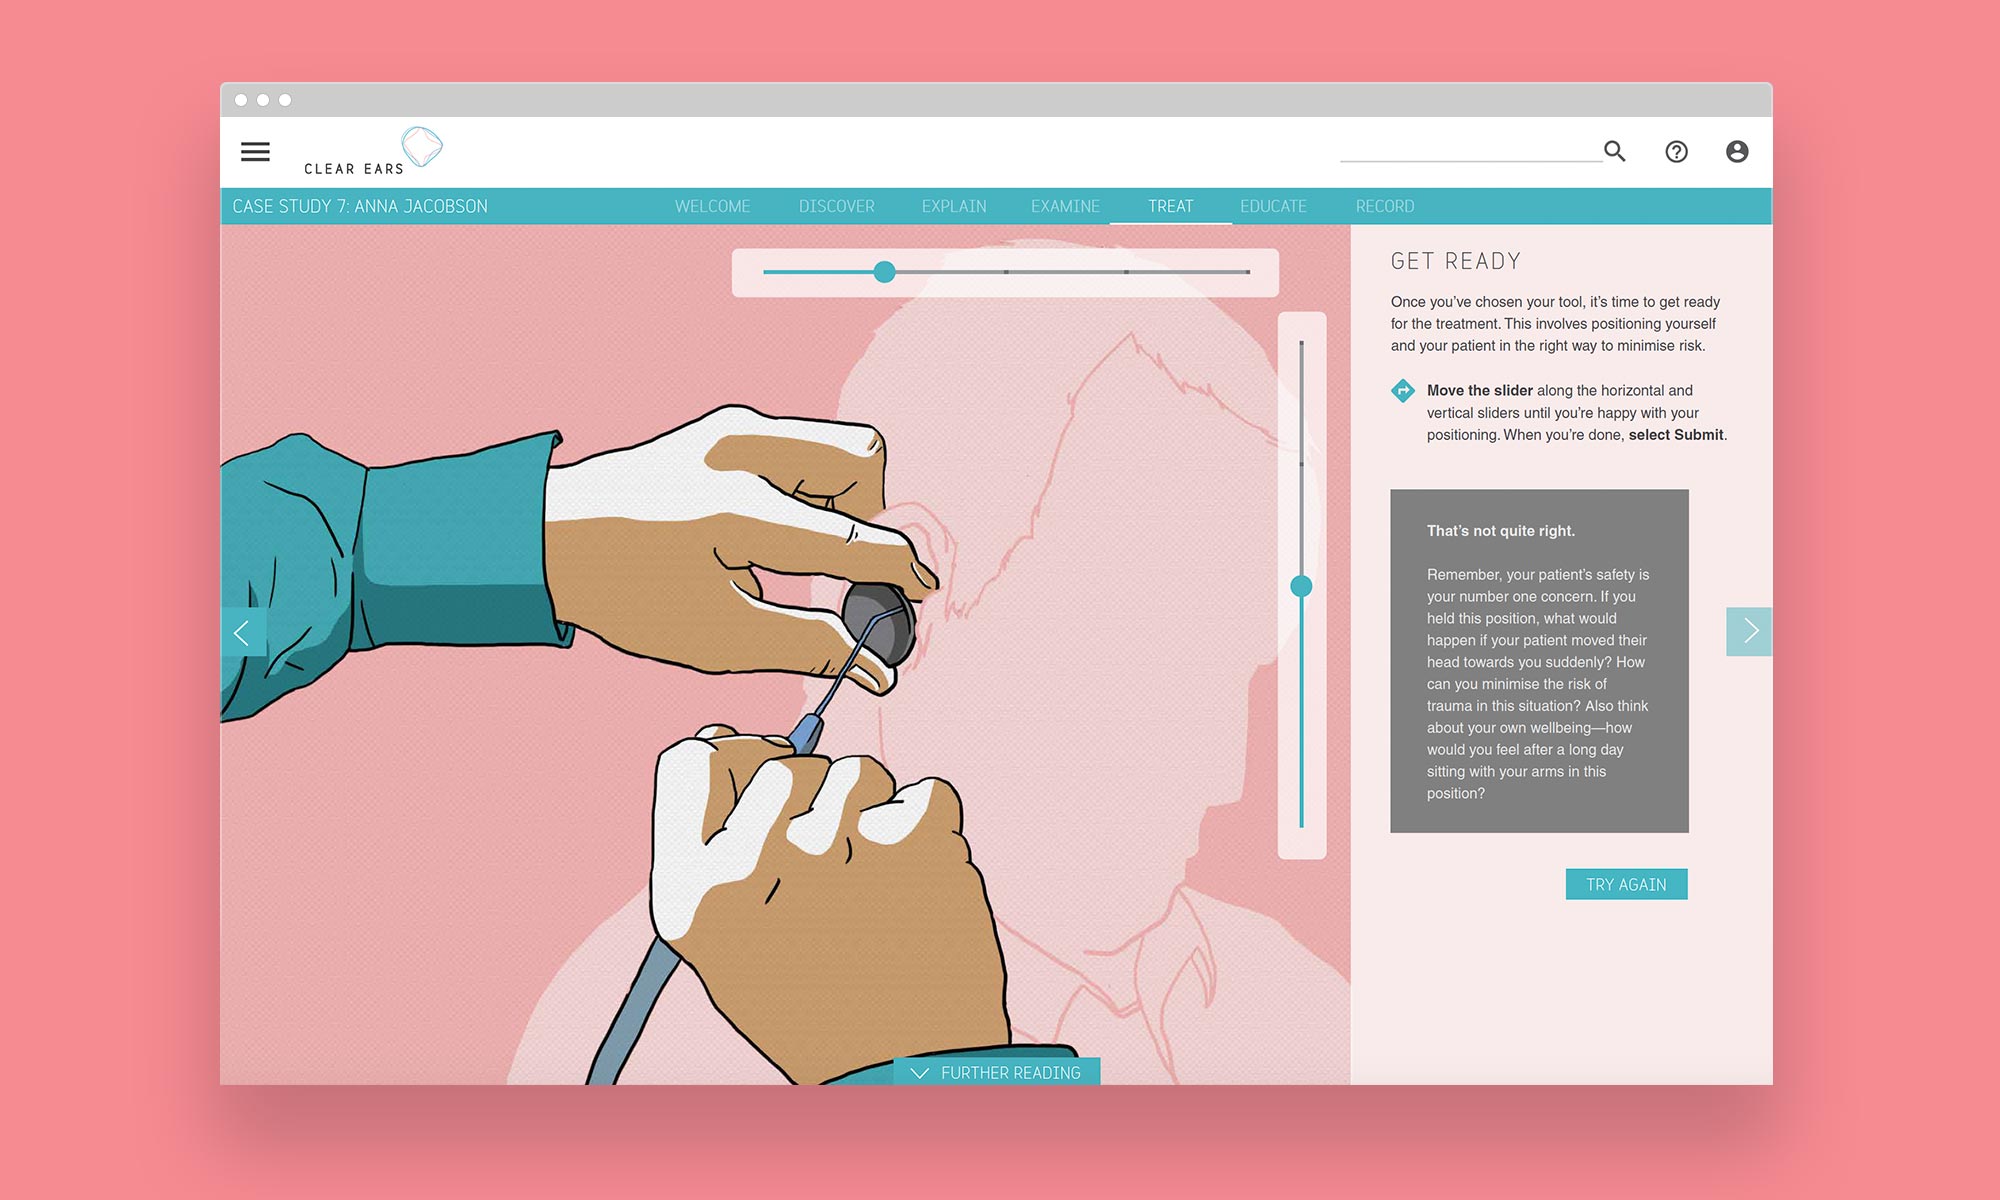 CLEAR EARS
CASE STUDY 7: ANNA JACOBSON
WELCOME
DISCOVER
EXPLAIN
EXAMINE
TREAT
EDUCATE
RECORD
GET READY
Once you’ve chosen your tool, it’s time to get ready
for the treatment. This involves positioning yourself
and your patient in the right way to minimise risk.
Move the slider along the horizontal and
vertical sliders until you’re happy with your
positioning. When you’re done, select Submit.
That’s not quite right.
Remember, your patient’s safety is
your number one concern. If you
held this position, what would
happen if your patient moved their
head towards you suddenly? How
can you minimise the risk of
trauma in this situation? Also think
about your own wellbeing—how
would you feel after a long day
sitting with your arms in this
position?
TRY AGAIN
FURTHER READING